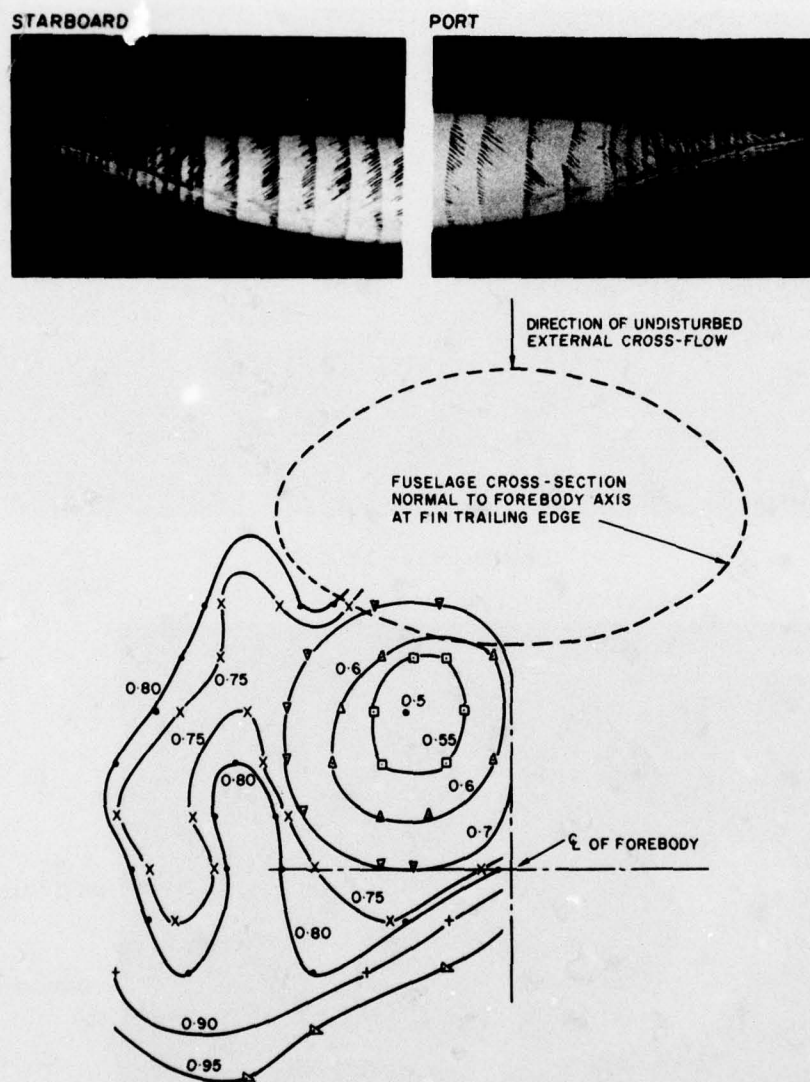 STARBOARD
PORT
DIRECTION OF UNDISTURBED
EXTERNAL CROSS-FLOW
FUSELAGE CROSS-SECTION
NORMAL TO FOREBODY AXIS
AT FIN TRAILING EDGE
0·80
0·75
0·6
0·5
0·55
0·75
0·80
0·6
0·7
℄ OF FOREBODY
0·75
0·80
0·90
0·95